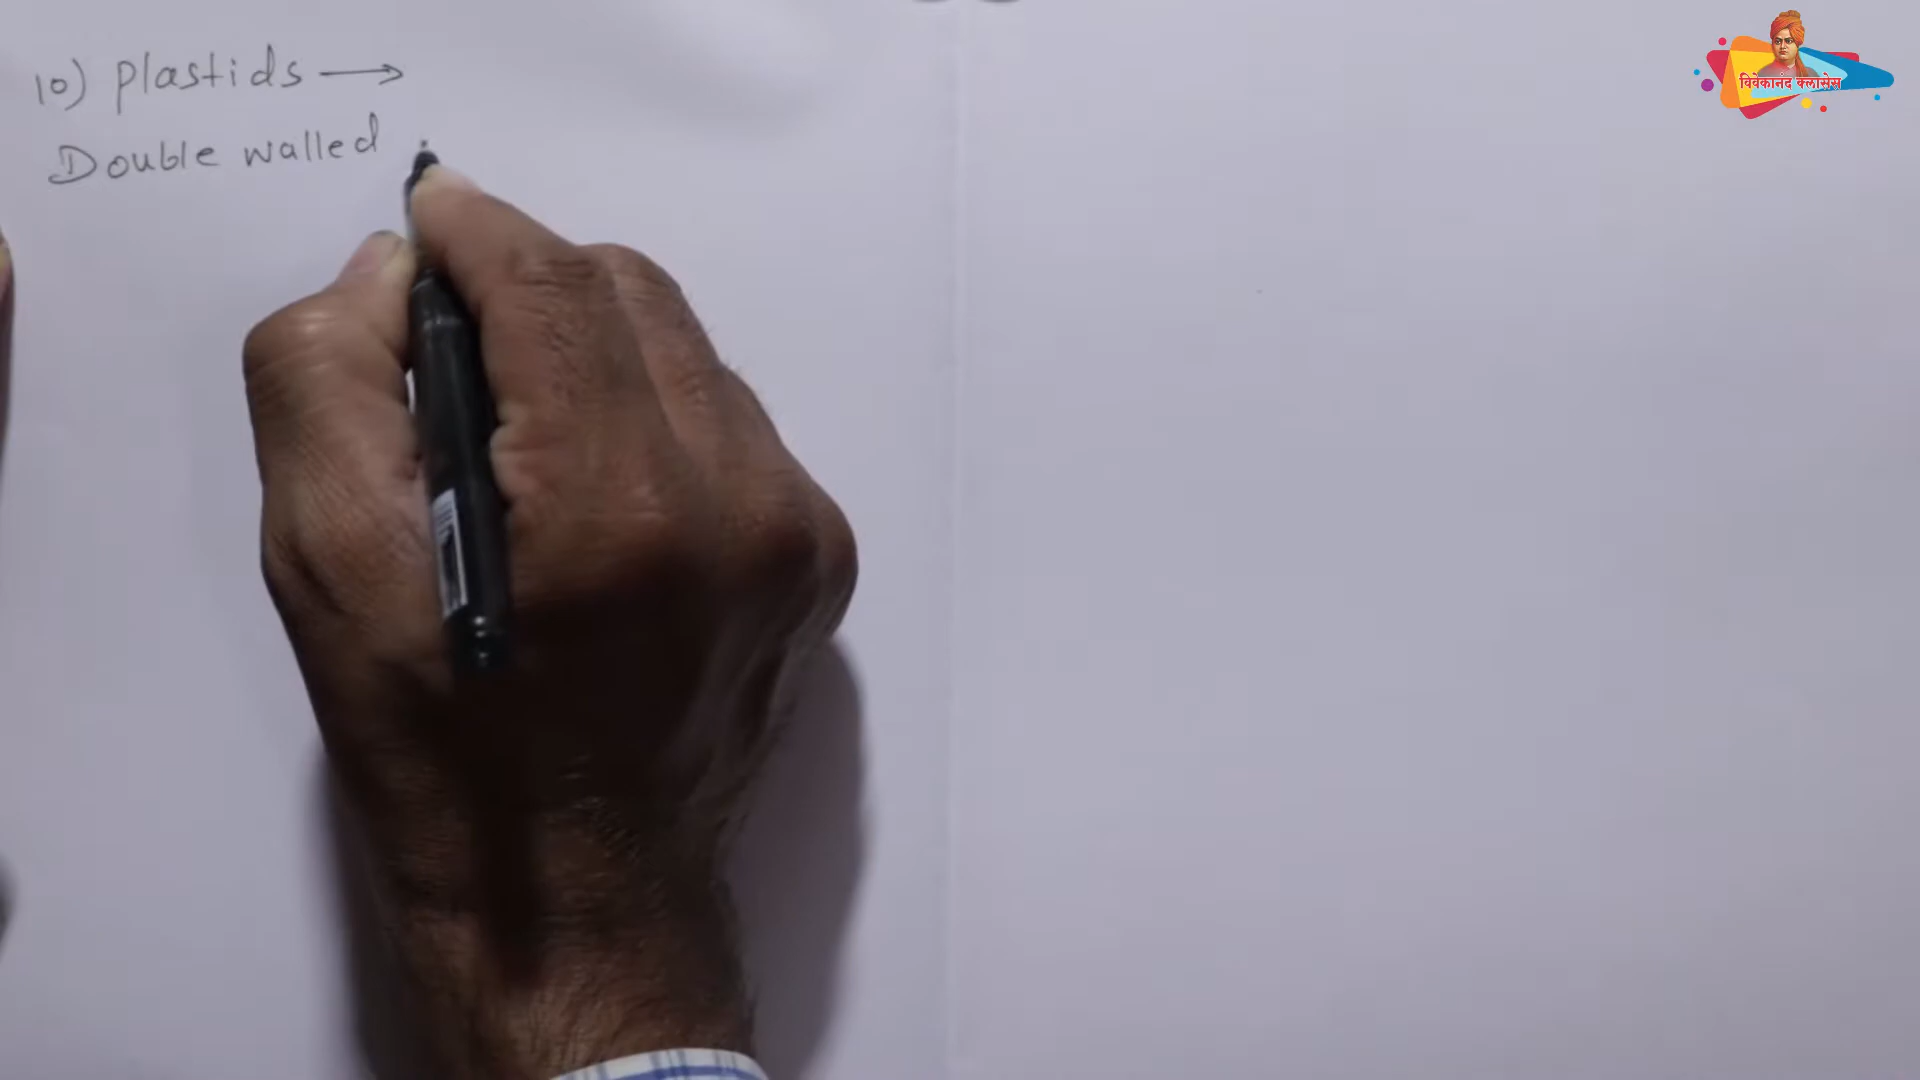 10) Plastids →
Double walled
विवेकानंद क्लासेस